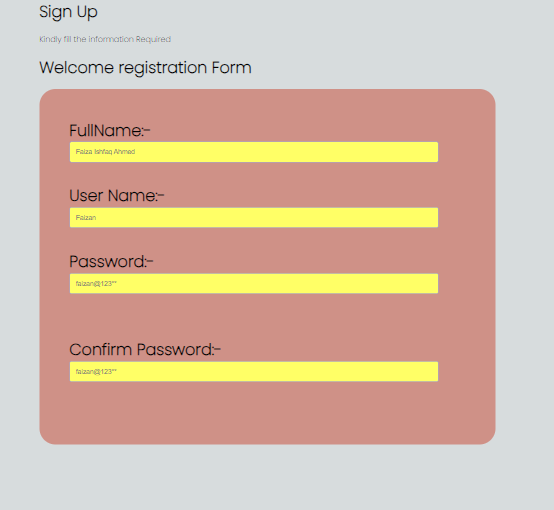 Sign Up
Kindly fill the Information Required
Welcome registration Form
FullName:-
Faiza Ishfaq Ahmed
User Name:-
Faizan
Password:-
faizan@123**
Confirm Password:-
faizan@123**